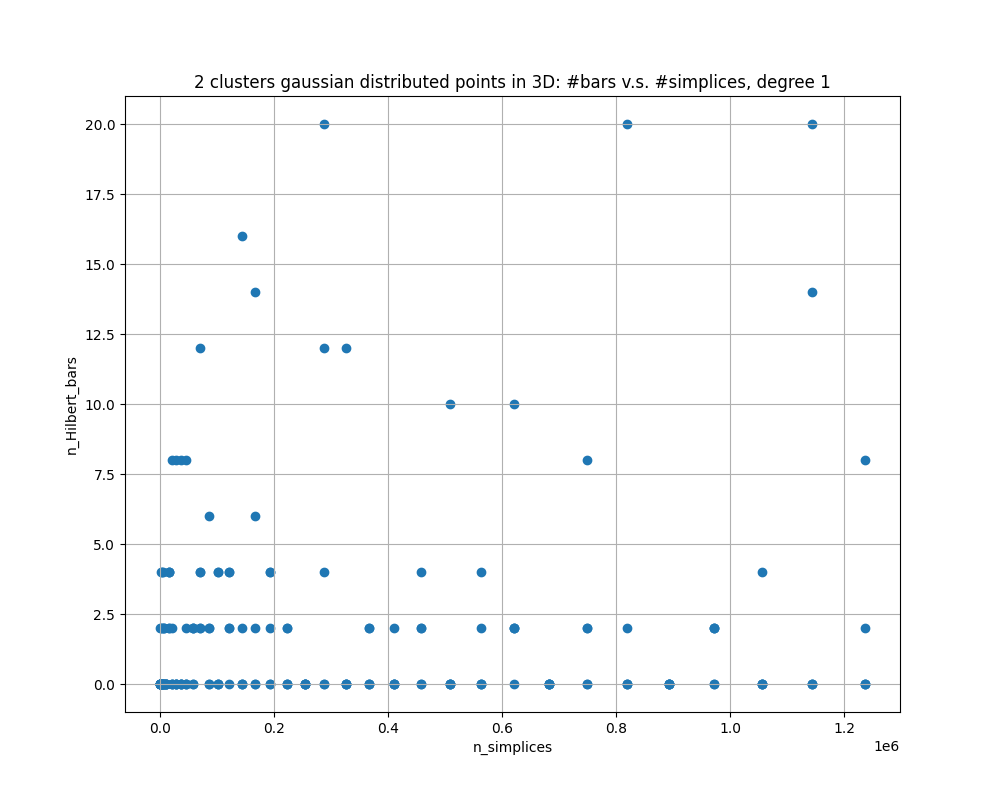 2 clusters gaussian distributed points in 3D: #bars v.s. #simplices, degree 1
20.0
17.5
15.0
12.5
10.0
7.5
5.0
2.5
0.0
n_Hilbert_bars
0.0 0.2 0.4 0.6 0.8 1.0 1.2
1e6
n_simplices